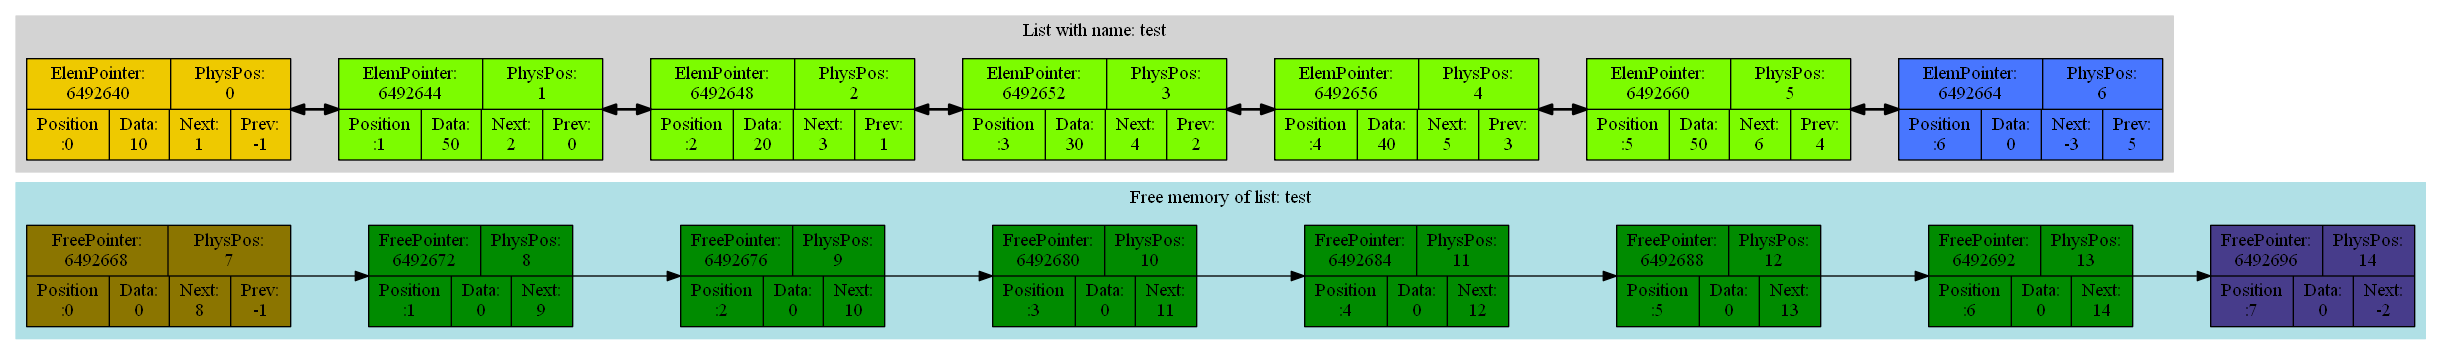 List with name: test
ElemPointer: PhysPos: ElemPointer: PhysPos: ElemPointer: PhysPos: ElemPointer: PhysPos: ElemPointer: PhysPos: ElemPointer: PhysPos: ElemPointer: PhysPos:
6492640 0 6492644 1 6492648 2 6492652 3 6492656 4 6492660 5 6492664 6
Position Data: Next: Prev: Position Data: Next: Prev: Position Data: Next: Prev: Position Data: Next: Prev: Position Data: Next: Prev: Position Data: Next: Prev: Position Data: Next: Prev:
:0 10 1 -1 :1 50 2 0 :2 20 3 1 :3 30 4 2 :4 40 5 3 :5 50 6 4 :6 0 -3 5
Free memory of list: test
FreePointer: PhysPos: FreePointer: PhysPos: FreePointer: PhysPos: FreePointer: PhysPos: FreePointer: PhysPos: FreePointer: PhysPos: FreePointer: PhysPos: FreePointer: PhysPos:
6492668 7 6492672 8 6492676 9 6492680 10 6492684 11 6492688 12 6492692 13 6492696 14
Position Data: Next: Prev: Position Data: Next: Position Data: Next: Position Data: Next: Position Data: Next: Position Data: Next: Position Data: Next: Position Data: Next:
:0 0 8 -1 :1 0 9 :2 0 10 :3 0 11 :4 0 12 :5 0 13 :6 0 14 :7 0 -2